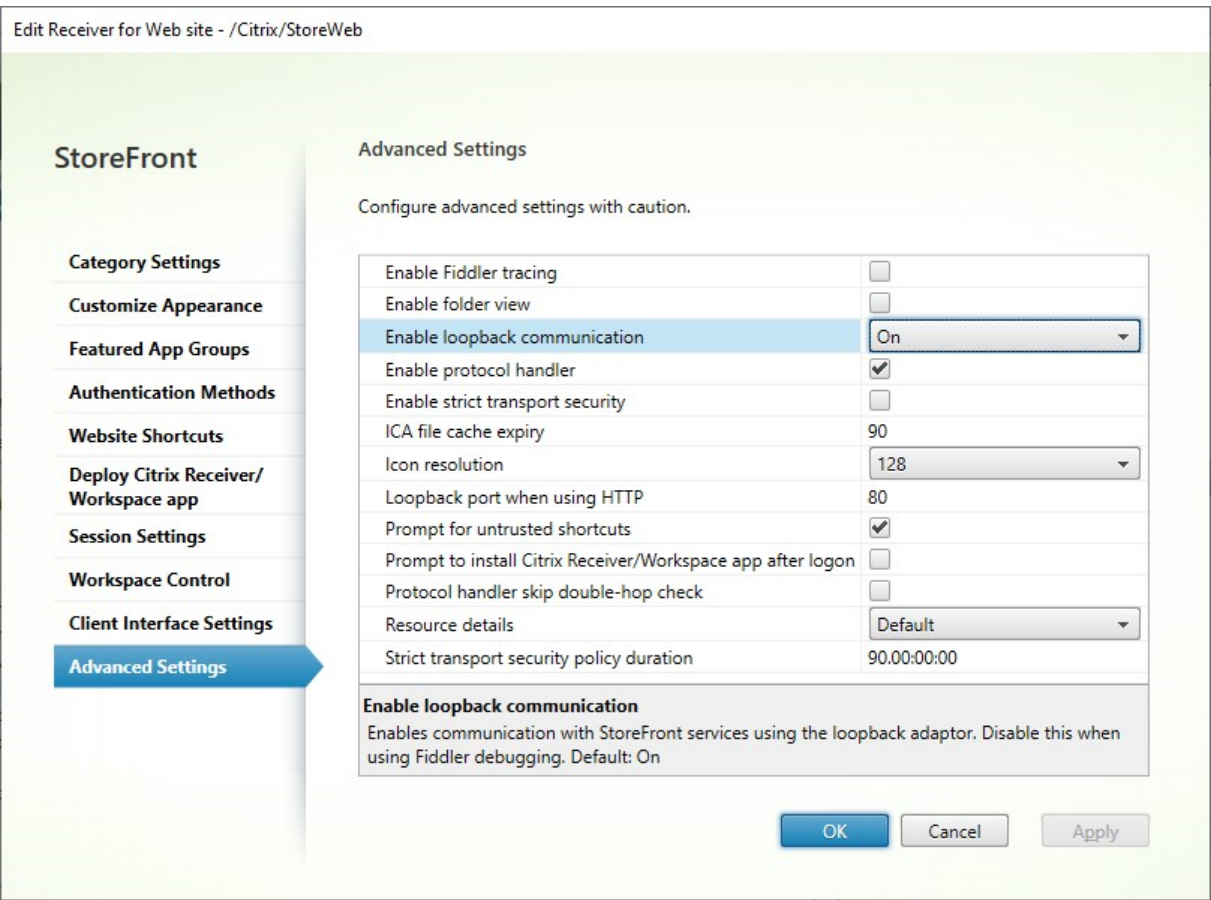 Edit Receiver for Web site - /Citrix/StoreWeb
StoreFront
Category Settings
Customize Appearance
Featured App Groups
Authentication Methods
Website Shortcuts
Deploy Citrix Receiver/
Workspace app
Session Settings
Workspace Control
Client Interface Settings
Advanced Settings
Advanced Settings
Configure advanced settings with caution.
Enable Fiddler tracing
Enable folder view
Enable loopback communication On
Enable protocol handler
Enable strict transport security
ICA file cache expiry 90
Icon resolution 128
Loopback port when using HTTP 80
Prompt for untrusted shortcuts
Prompt to install Citrix Receiver/Workspace app after logon
Protocol handler skip double-hop check
Resource details Default
Strict transport security policy duration 90.00:00:00
Enable loopback communication
Enables communication with StoreFront services using the loopback adaptor. Disable this when
using Fiddler debugging. Default: On
OK Cancel Apply